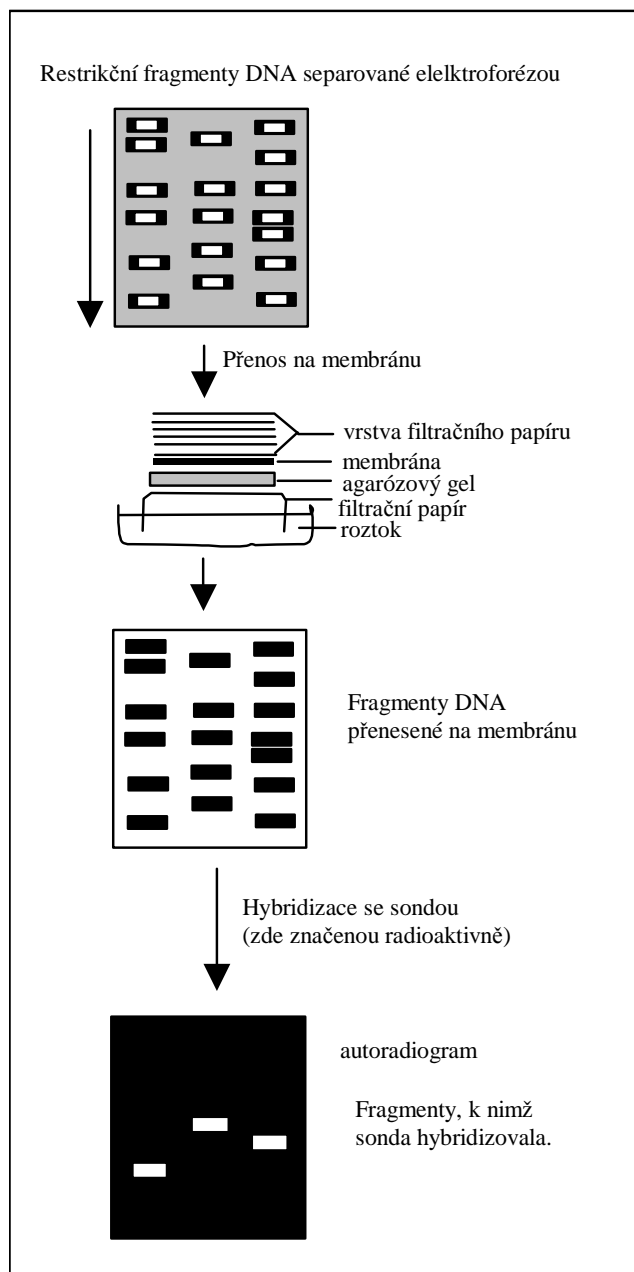 Restrikční fragmenty DNA separované elelktroforézou
Přenos na membránu
vrstva filtračního papíru
membrána
agarózový gel
filtrační papír
roztok
Fragmenty DNA
přenesené na membránu
Hybridizace se sondou
(zde značenou radioaktivně)
autoradiogram
Fragmenty, k nimž
sonda hybridizovala.